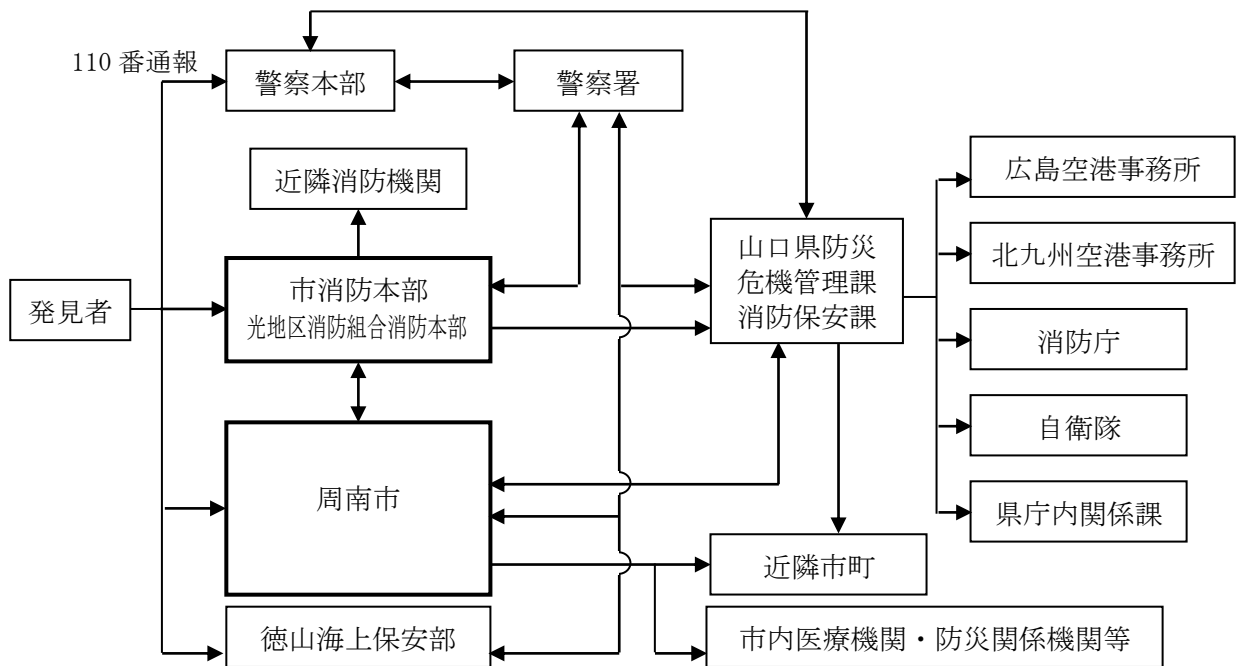 110 番通報
警察本部
警察署
近隣消防機関
広島空港事務所
山口県防災
危機管理課
消防保安課
北九州空港事務所
発見者
市消防本部
光地区消防組合消防本部
消防庁
自衛隊
周南市
県庁内関係課
近隣市町
徳山海上保安部
市内医療機関・防災関係機関等